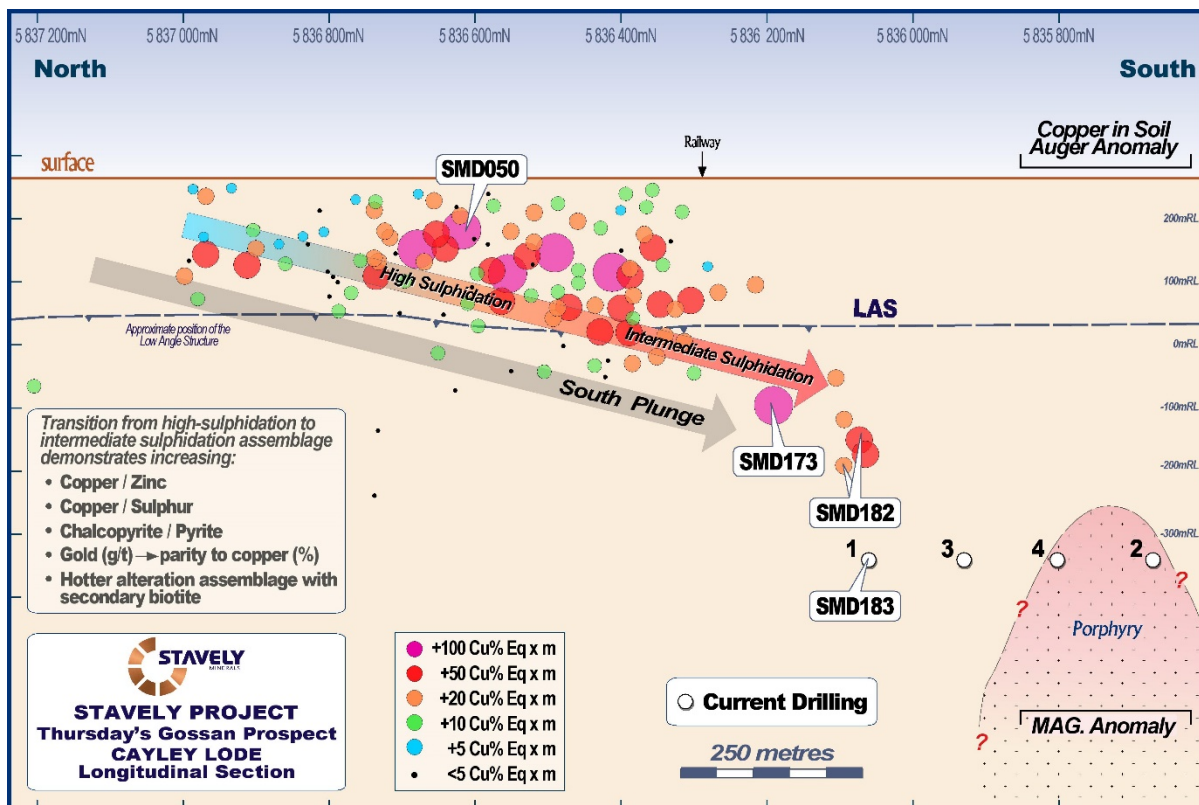 5 837 200mN
5 837 000mN
5 836 800mN
5 836 600mN
5 836 400mN
5 836 200mN
5 836 000mN
5 835 800mN
North
South
Copper in Soil
Auger Anomaly
Railway
surface
SMD050
200mRL
100mRL
0mRL
-100mRL
-200mRL
-300mRL
High Sulphidation
Intermediate Sulphidation
LAS
Approximate position of the
Low Angle Structure
South Plunge
SMD173
SMD182
1
3
4
2
SMD183
?
?
?
Porphyry
MAG. Anomaly
Transition from high-sulphidation to
intermediate sulphidation assemblage
demonstrates increasing:
• Copper / Zinc
• Copper / Sulphur
• Chalcopyrite / Pyrite
• Gold (g/t) → parity to copper (%)
• Hotter alteration assemblage with
secondary biotite
STAVELY
MINERALS
STAVELY PROJECT
Thursday's Gossan Prospect
CAYLEY LODE
Longitudinal Section
+100 Cu% Eq x m
+50 Cu% Eq x m
+20 Cu% Eq x m
+10 Cu% Eq x m
+5 Cu% Eq x m
<5 Cu% Eq x m
Current Drilling
250 metres